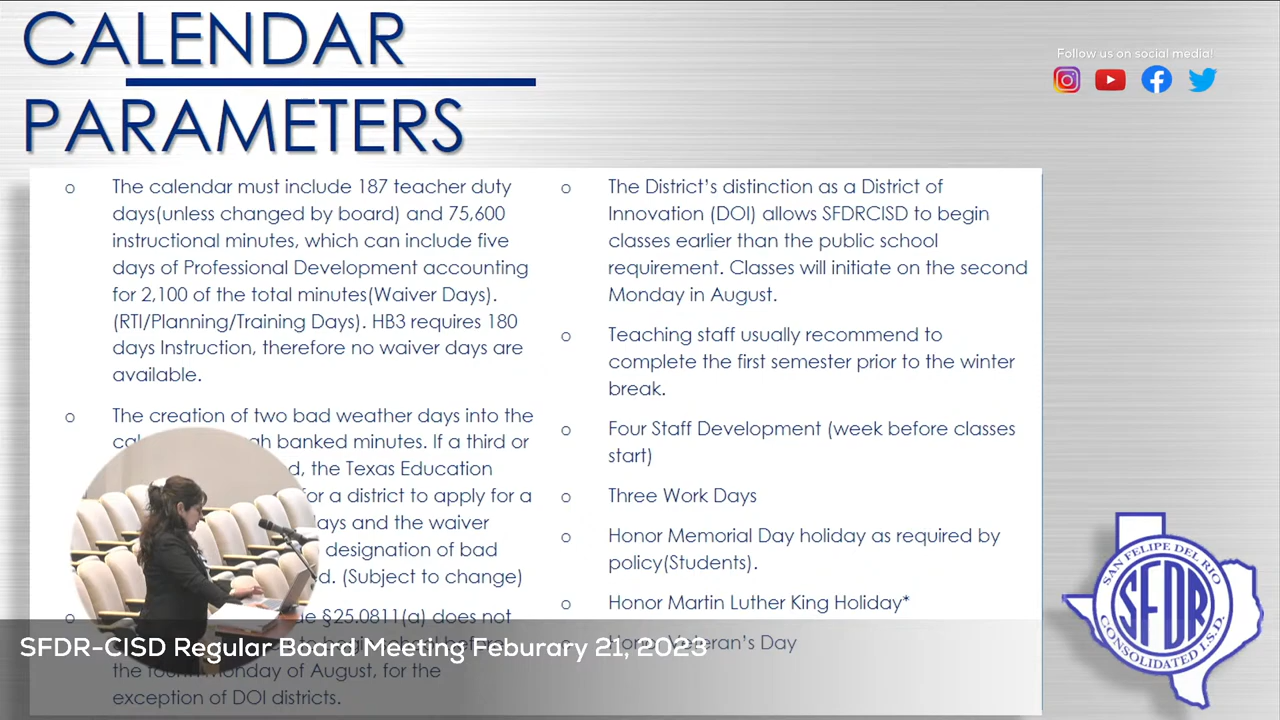 CALENDAR
PARAMETERS
Follow us on social media!
The calendar must include 187 teacher duty
days(unless changed by board) and 75,600
instructional minutes, which can include five
days of Professional Development accounting
for 2,100 of the total minutes(Waiver Days).
(RTI/Planning/Training Days). HB3 requires 180
days Instruction, therefore no waiver days are
available.
The creation of two bad weather days into the
banked minutes. If a third or
the Texas Education
for a district to apply for a
and the waiver
designation of bad
(Subject to change)
§25.0811(a) does not
the fourth Monday of August, for the
exception of DOI districts.
The District's distinction as a District of
Innovation (DOI) allows SFDRCISD to begin
classes earlier than the public school
requirement. Classes will initiate on the second
Monday in August.
Teaching staff usually recommend to
complete the first semester prior to the winter
break.
Four Staff Development (week before classes
start)
Three Work Days
Honor Memorial Day holiday as required by
policy(Students).
Honor Martin Luther King Holiday*
Honor Veteran's Day
SFDR-CISD Regular Board Meeting Feburary 21, 2023
SAN FELIPE DEL RIO
SFDR
CONSOLIDATED I.S.D.